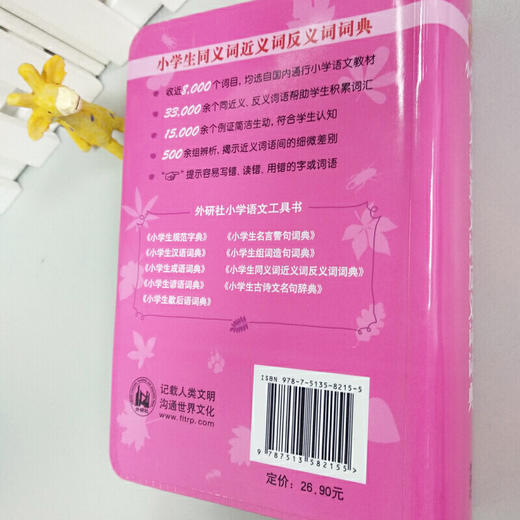 小学生同义词近义词反义词词典
收近8,000个词目，均选自国内通行小学语文教材
33,000余个同近义、反义词语帮助学生积累词汇
15,000余个例证简洁生动，符合学生认知
500余组辨析，揭示近义词语间的细微差别
“☞”提示容易写错、读错、用错的字或词语
外研社小学语文工具书
《小学生规范字典》 《小学生名言警句词典》
《小学生汉语词典》 《小学生组词造句词典》
《小学生成语词典》 《小学生同义词近义词反义词词典》
《小学生谚语词典》 《小学生古诗文名句辞典》
《小学生歇后语词典》
外研社
记载人类文明
沟通世界文化
www.fltrp.com
ISBN 978-7-5135-8215-5
9 787513 582155 >
定价：26.90元